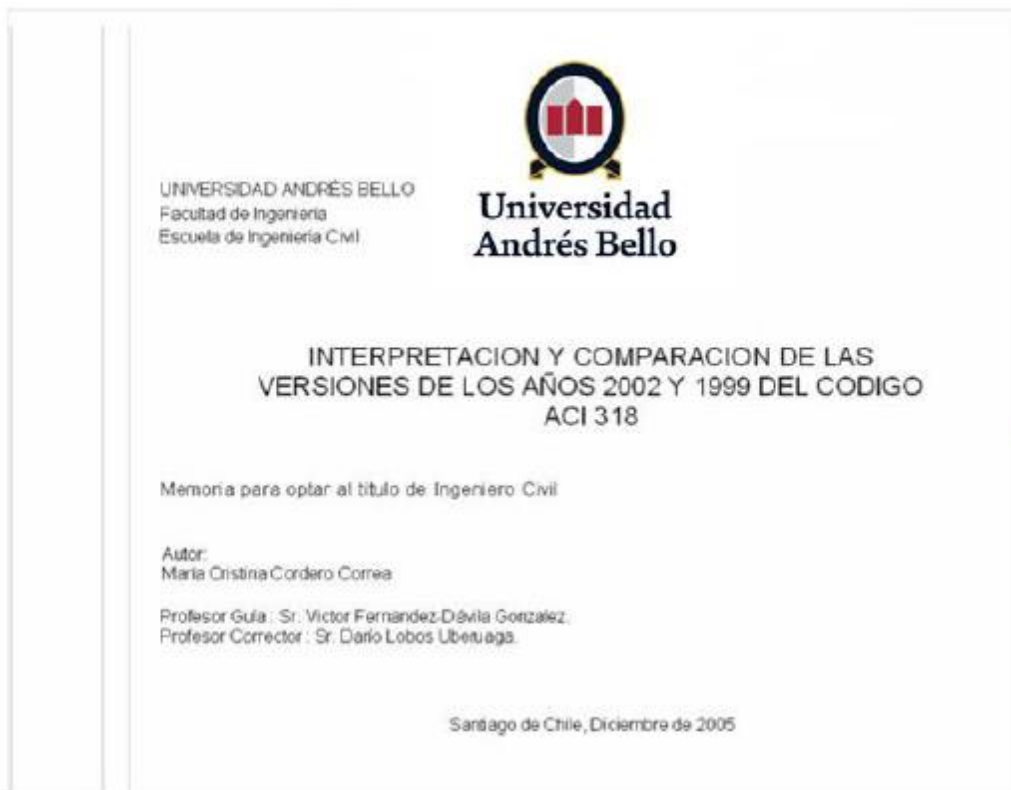 UNIVERSIDAD ANDRÉS BELLO
Facultad de Ingeniería
Escuela de Ingeniería Civil
Universidad
Andrés Bello
INTERPRETACION Y COMPARACION DE LAS
VERSIONES DE LOS AÑOS 2002 Y 1999 DEL CODIGO
ACI 318
Memoria para optar al título de Ingeniero Civil
Autor:
María Cristina Cordero Correa
Profesor Guía : Sr. Victor Fernandez-Dávila Gonzalez.
Profesor Corrector : Sr. Darío Lobos Uberuaga.
Santiago de Chile, Diciembre de 2005